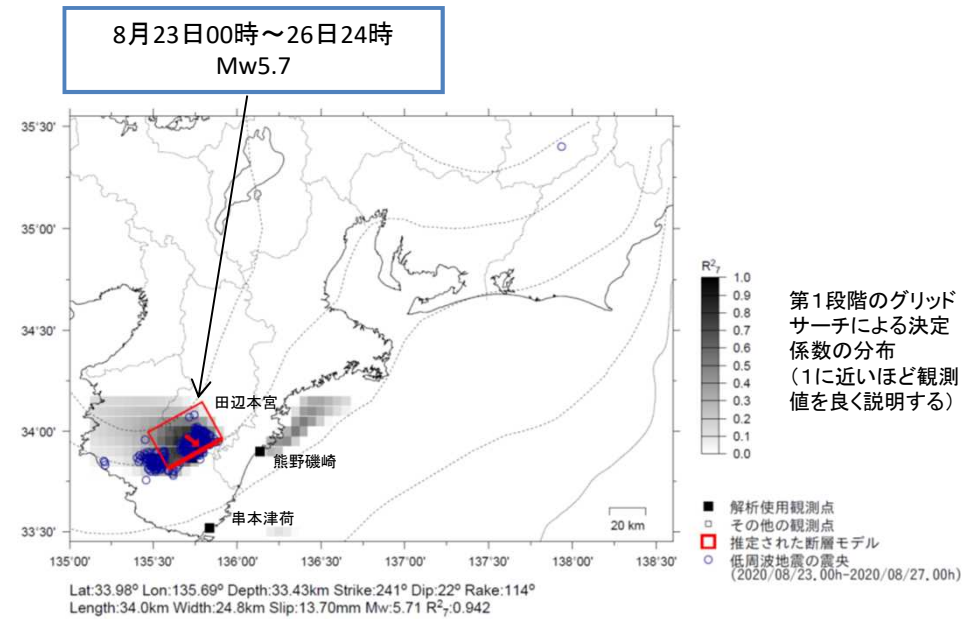 8月23日00時～26日24時
Mw5.7
35°30'
35°00'
34°30'
34°00'
33°30'
135°00'
135°30'
136°00'
136°30'
137°00'
137°30'
138°00'
138°30'
田辺本宮
熊野磯崎
串本津荷
20 km
R²₇
1.0
0.9
0.8
0.7
0.6
0.5
0.4
0.3
0.2
0.1
0.0
第1段階のグリッド
サーチによる決定
係数の分布
(1に近いほど観測
値を良く説明する)
解析使用観測点
その他の観測点
推定された断層モデル
低周波地震の震央
(2020/08/23.00h-2020/08/27.00h)
Lat:33.98° Lon:135.69° Depth:33.43km Strike:241° Dip:22° Rake:114°
Length:34.0km Width:24.8km Slip:13.70mm Mw:5.71 R²₇:0.942